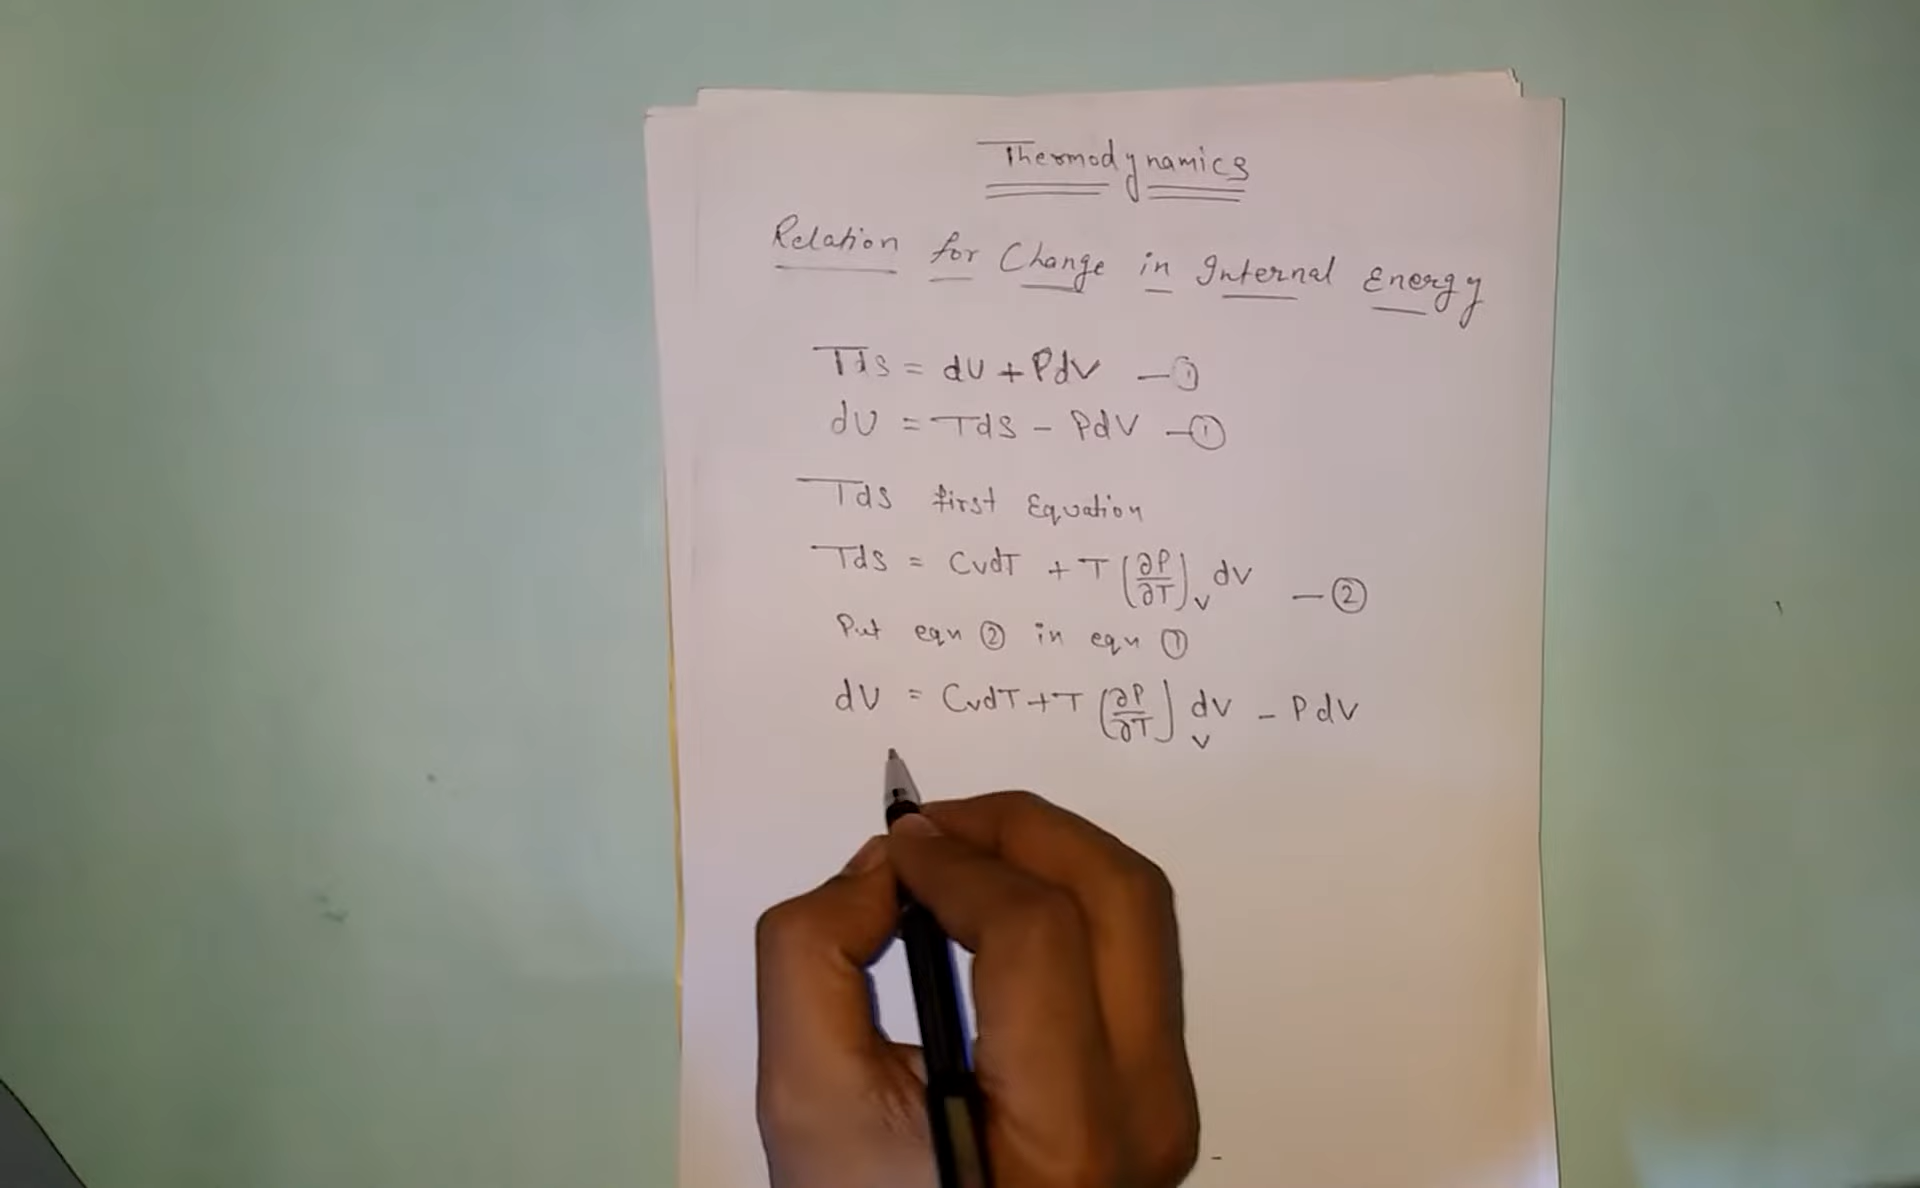 Thermodynamics
Relation for Change in Internal Energy
Tds = dU + PdV — ①
dU = Tds - PdV — ①
Tds first Equation
Tds = CvdT + T (∂P/∂T)v dv — ②
Put eqn ② in eqn ①
dU = CvdT + T (∂P/∂T)v dv - PdV